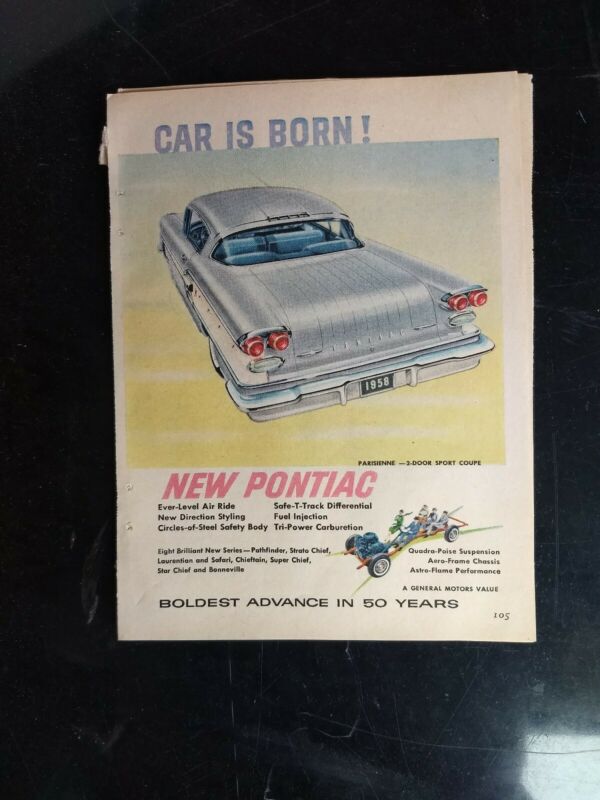 CAR IS BORN!
PONTIAC
1958
PARISIENNE — 2-DOOR SPORT COUPE
NEW PONTIAC
Ever-Level Air Ride
New Direction Styling
Circles-of-Steel Safety Body
Safe-T-Track Differential
Fuel Injection
Tri-Power Carburetion
Eight Brilliant New Series — Pathfinder, Strato Chief,
Laurentian and Safari, Chieftain, Super Chief,
Star Chief and Bonneville
Quadra-Poise Suspension
Aero-Frame Chassis
Astro-Flame Performance
A GENERAL MOTORS VALUE
BOLDEST ADVANCE IN 50 YEARS
105